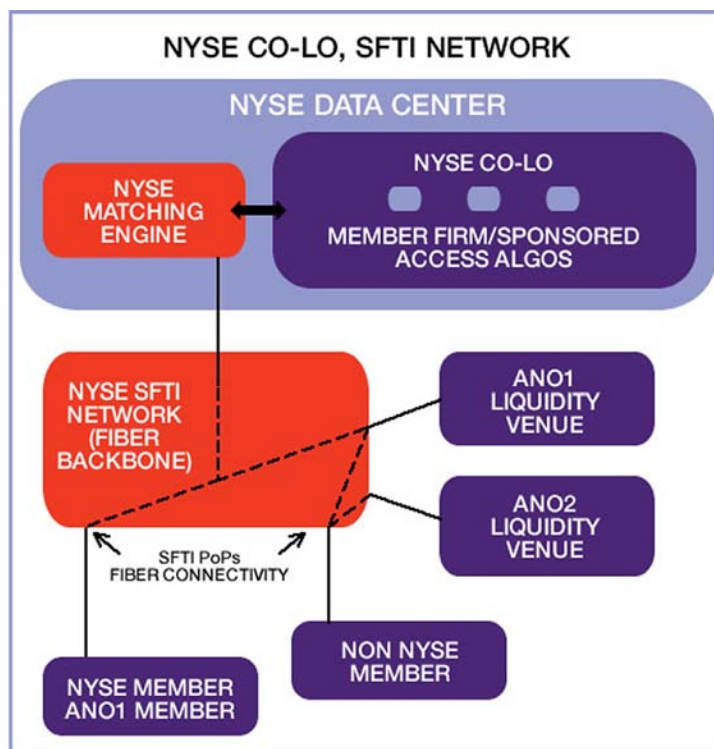 NYSE CO-LO, SFTI NETWORK
NYSE DATA CENTER
NYSE
MATCHING
ENGINE
NYSE CO-LO
MEMBER FIRM/SPONSORED
ACCESS ALGOS
NYSE SFTI
NETWORK
(FIBER
BACKBONE)
ANO1
LIQUIDITY
VENUE
ANO2
LIQUIDITY
VENUE
SFTI PoPs
FIBER CONNECTIVITY
NYSE MEMBER
ANO1 MEMBER
NON NYSE
MEMBER